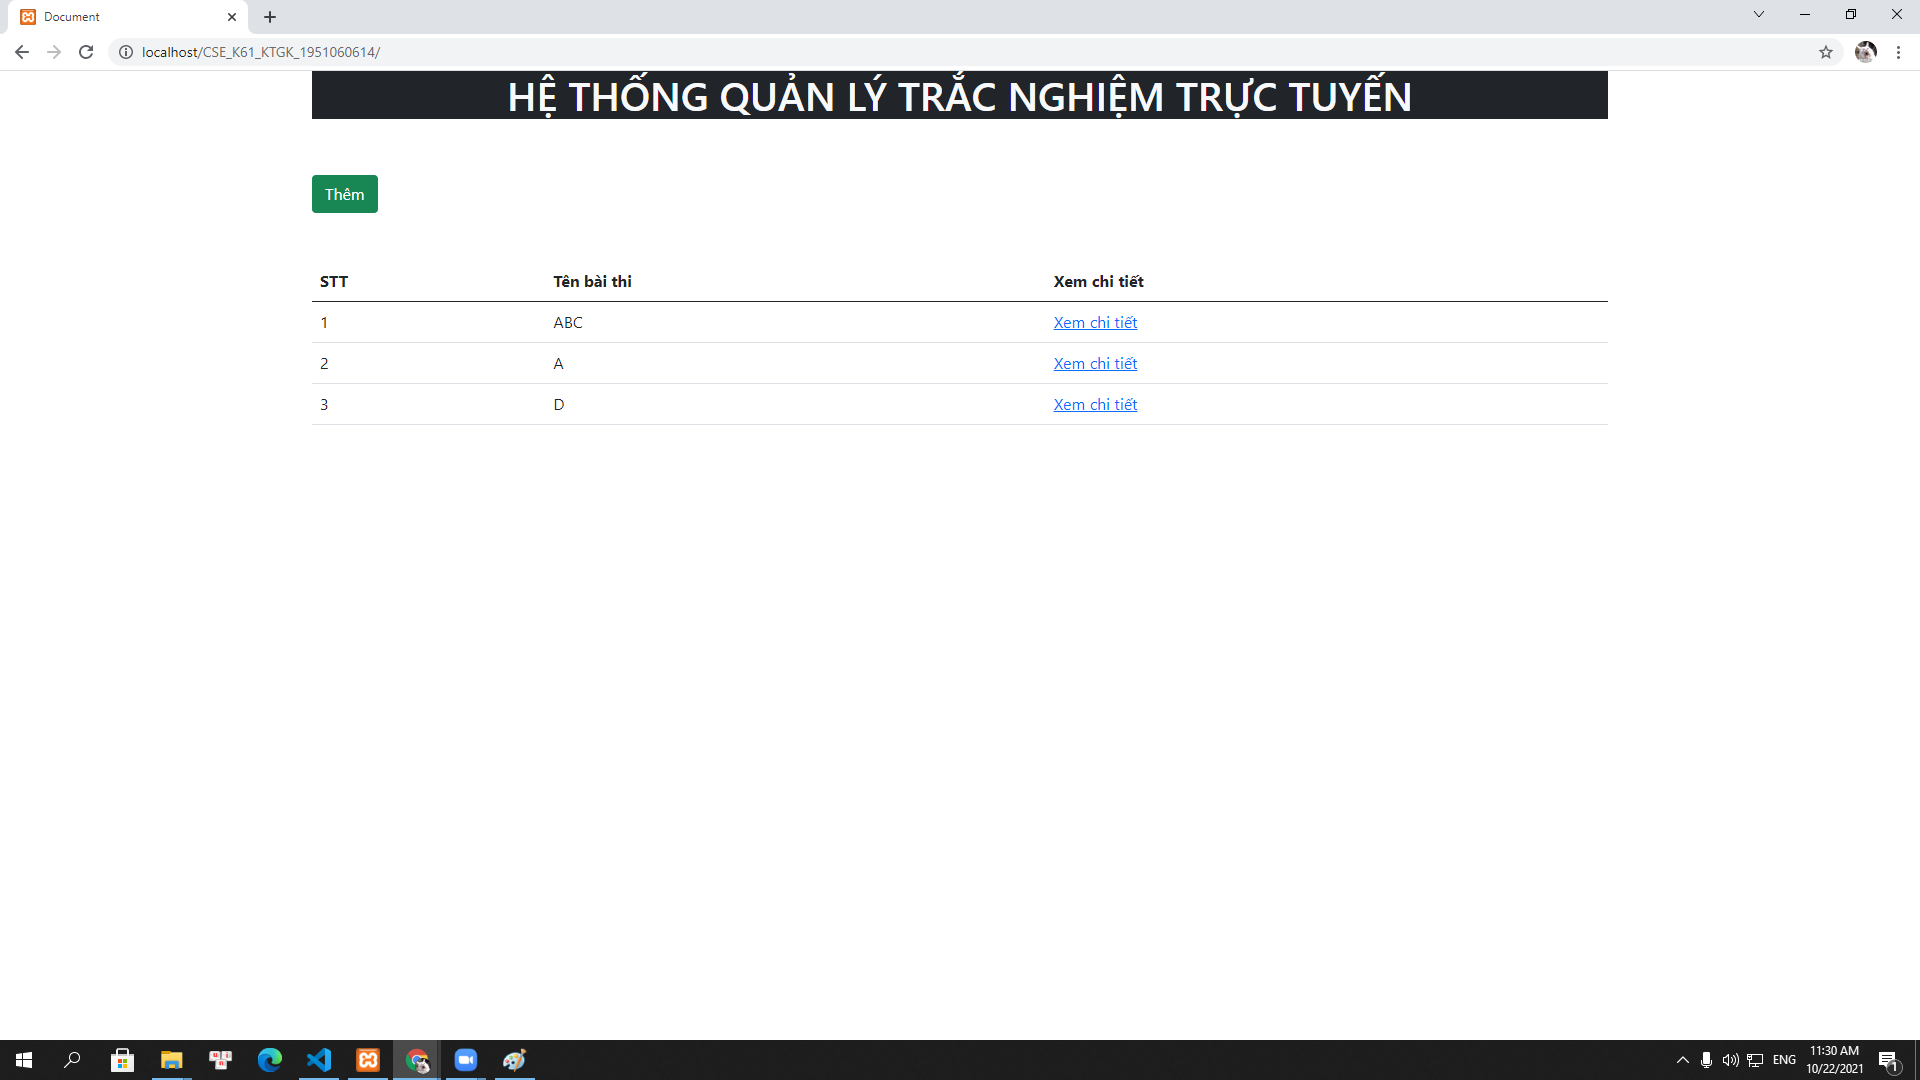 Document
localhost/CSE_K61_KTGK_1951060614/
HỆ THỐNG QUẢN LÝ TRẮC NGHIỆM TRỰC TUYẾN
Thêm
STT Tên bài thi Xem chi tiết
1 ABC Xem chi tiết
2 A Xem chi tiết
3 D Xem chi tiết
ENG
11:30 AM
10/22/2021
1